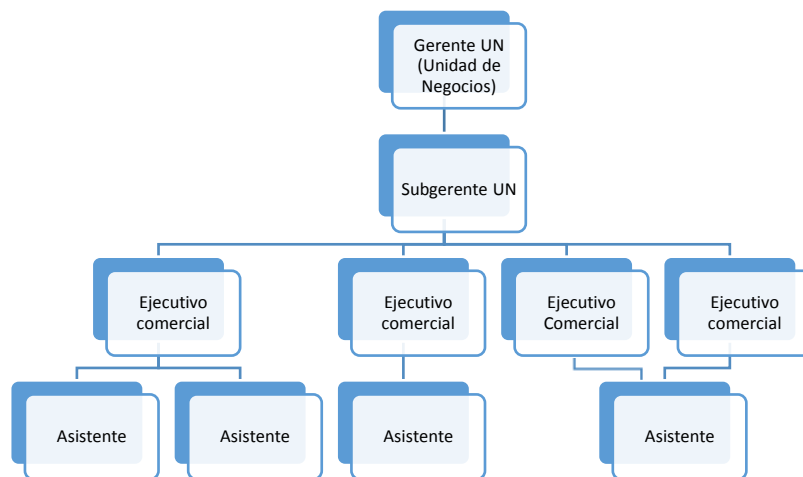 Gerente UN
(Unidad de
Negocios)
Subgerente UN
Ejecutivo
comercial
Ejecutivo
comercial
Ejecutivo
Comercial
Ejecutivo
comercial
Asistente
Asistente
Asistente
Asistente